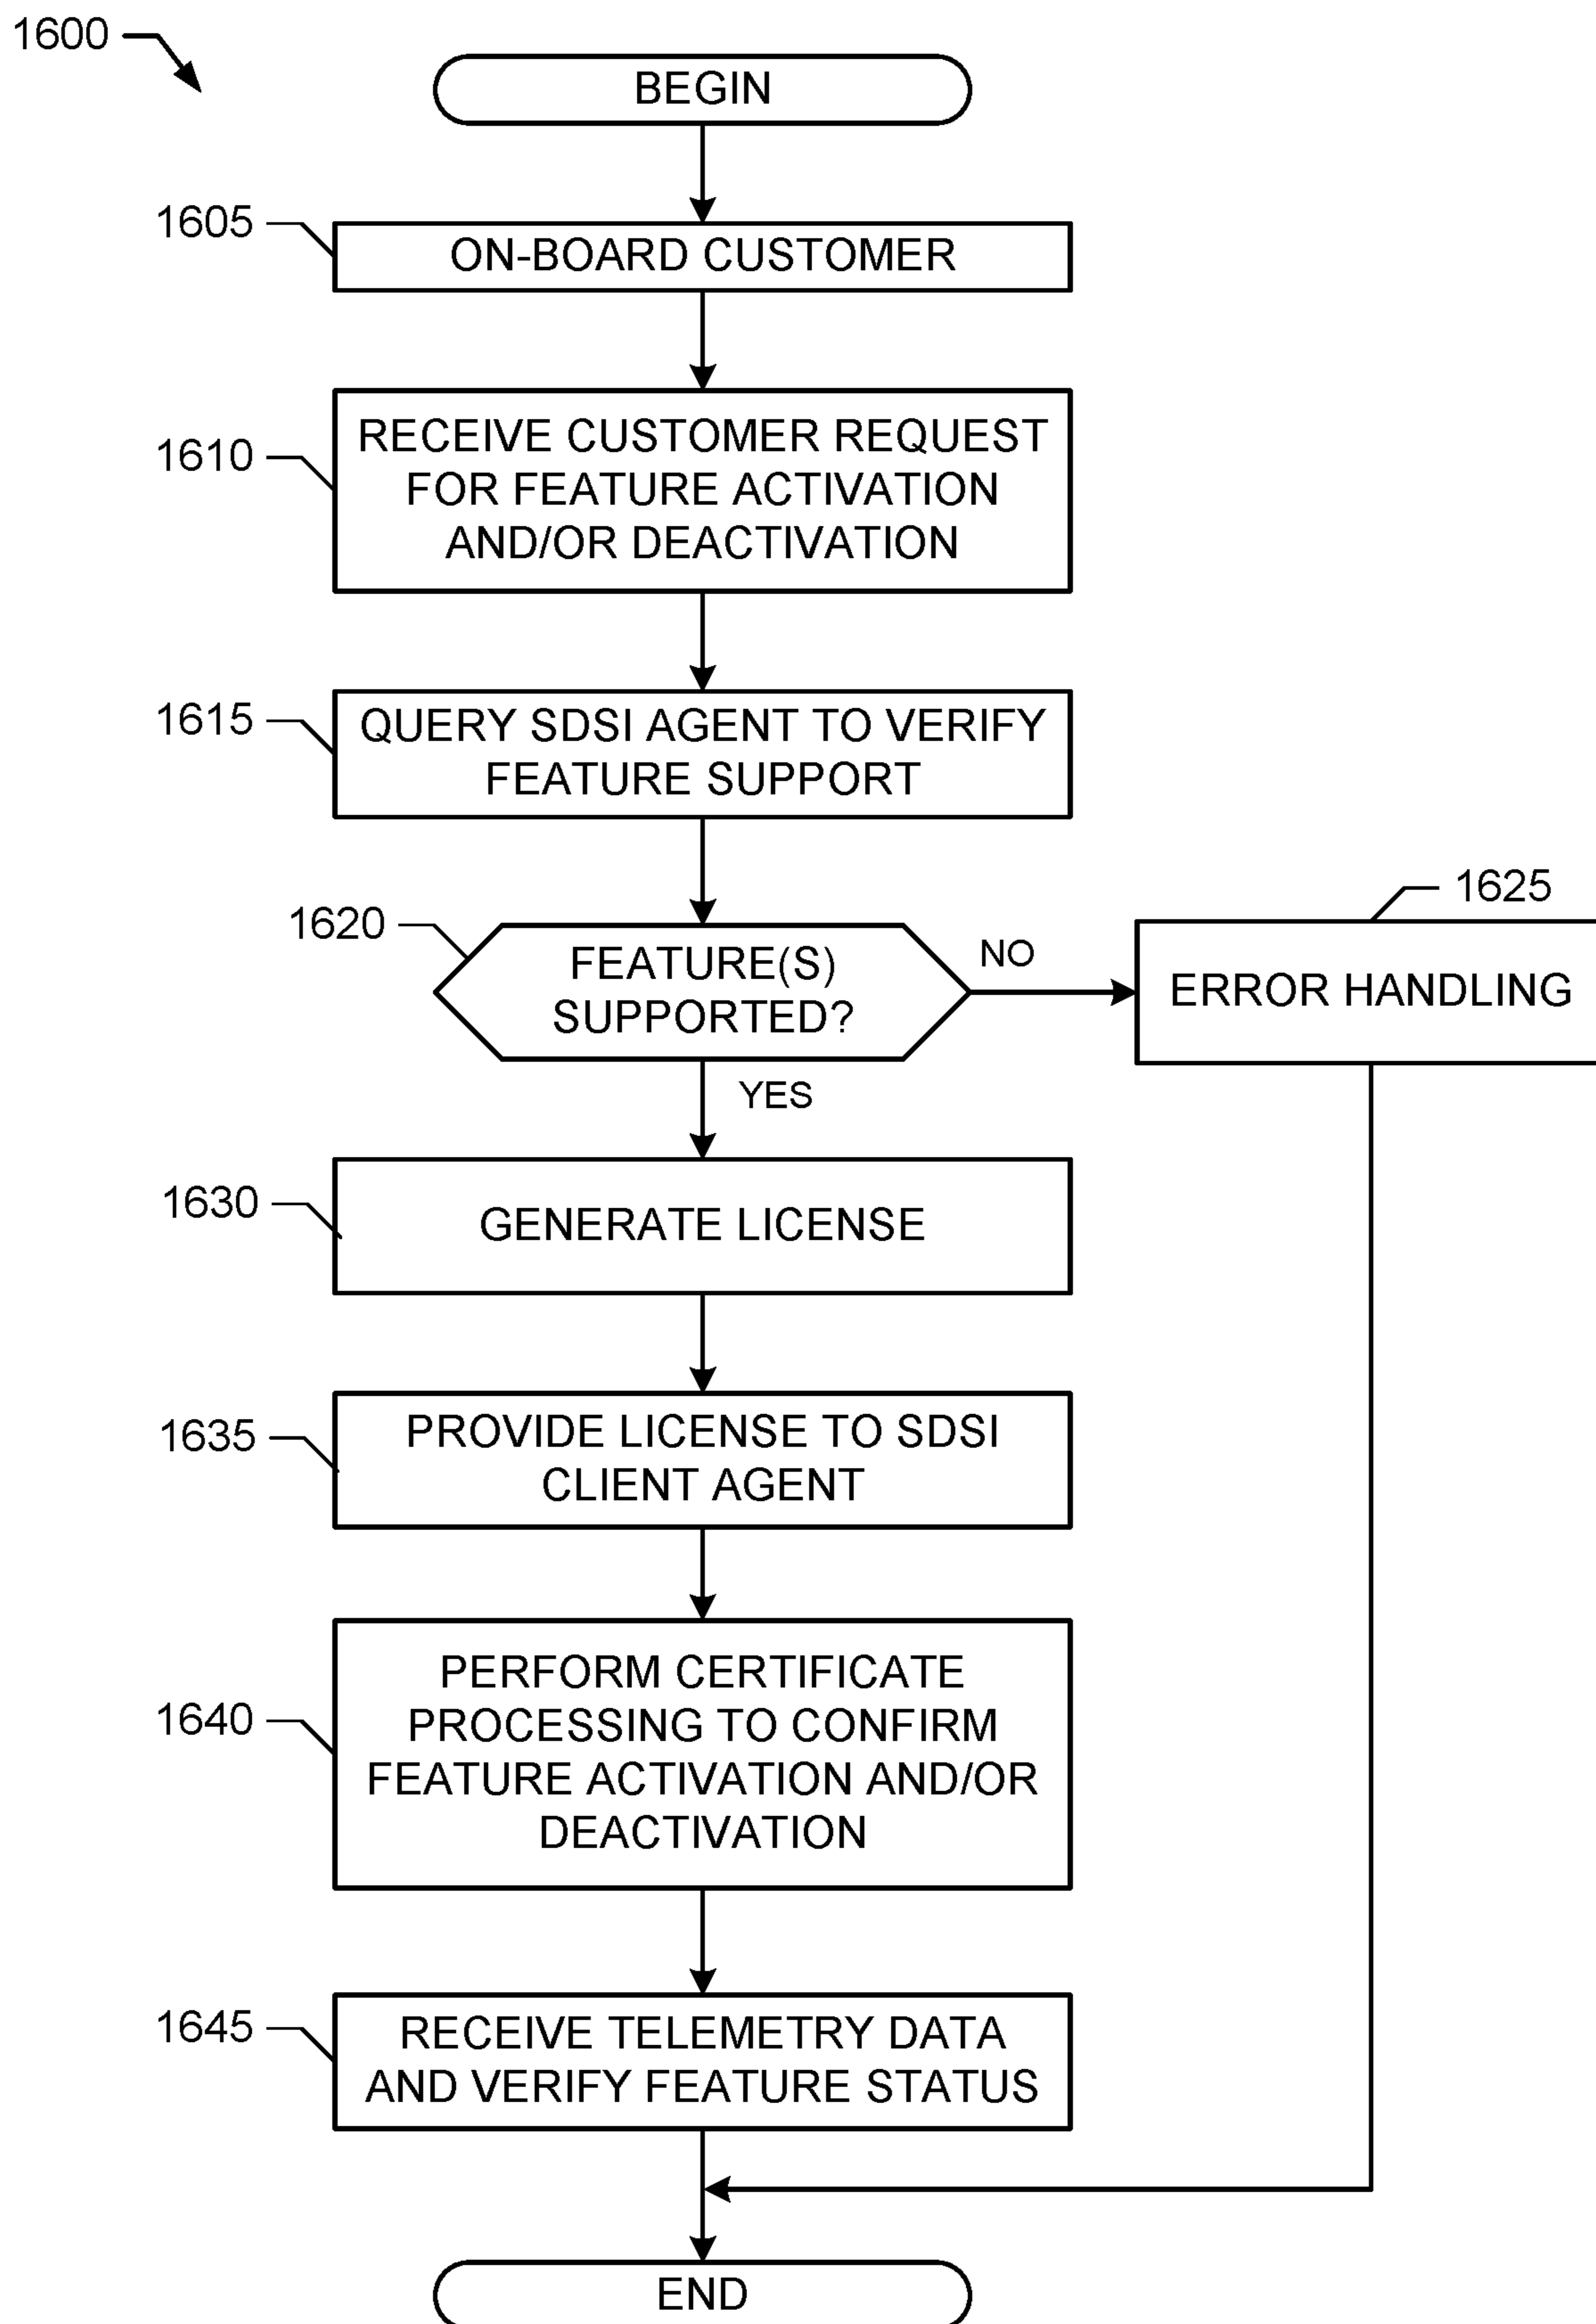 1600
BEGIN
1605
ON-BOARD CUSTOMER
1610
RECEIVE CUSTOMER REQUEST
FOR FEATURE ACTIVATION
AND/OR DEACTIVATION
1615
QUERY SDSI AGENT TO VERIFY
FEATURE SUPPORT
1620
FEATURE(S)
SUPPORTED?
NO
1625
ERROR HANDLING
YES
1630
GENERATE LICENSE
1635
PROVIDE LICENSE TO SDSI
CLIENT AGENT
1640
PERFORM CERTIFICATE
PROCESSING TO CONFIRM
FEATURE ACTIVATION AND/OR
DEACTIVATION
1645
RECEIVE TELEMETRY DATA
AND VERIFY FEATURE STATUS
END